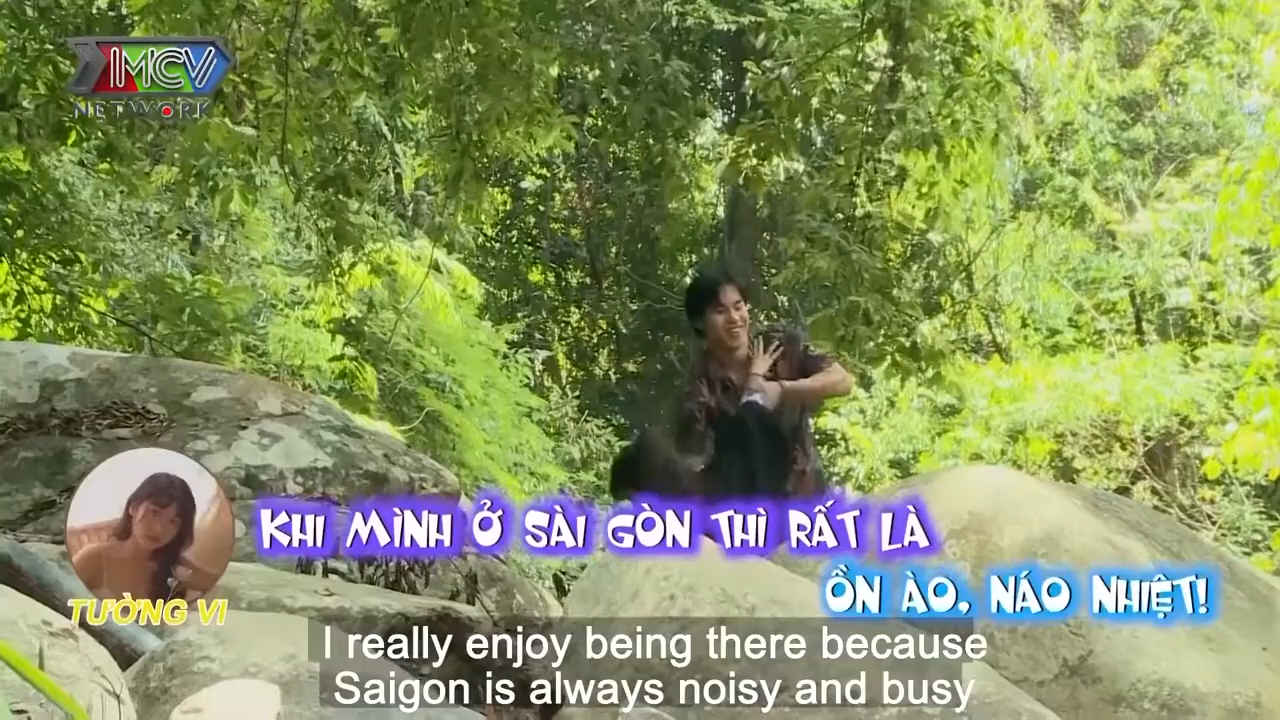 MCV
NETWORK
KHI MÌNH Ở SÀI GÒN THÌ RẤT LÀ
ỒN ÀO, NÁO NHIỆT!
TƯỜNG VI
I really enjoy being there because
Saigon is always noisy and busy